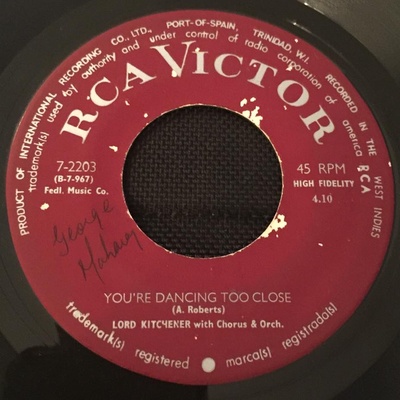 PRODUCT OF INTERNATIONAL RECORDING CO., LTD., PORT-OF-SPAIN, TRINIDAD, W.I. RECORDED IN THE WEST INDIES
trademark(s) used by authority and under control of radio corporation of america RCA
RCA VICTOR
7-2203
(B-7-967)
Fedl. Music Co.
45 RPM
HIGH FIDELITY
4.10
George
YOU'RE DANCING TOO CLOSE
(A. Roberts)
LORD KITCHENER with Chorus & Orch.
trademark(s) registered marca(s) registrada(s)